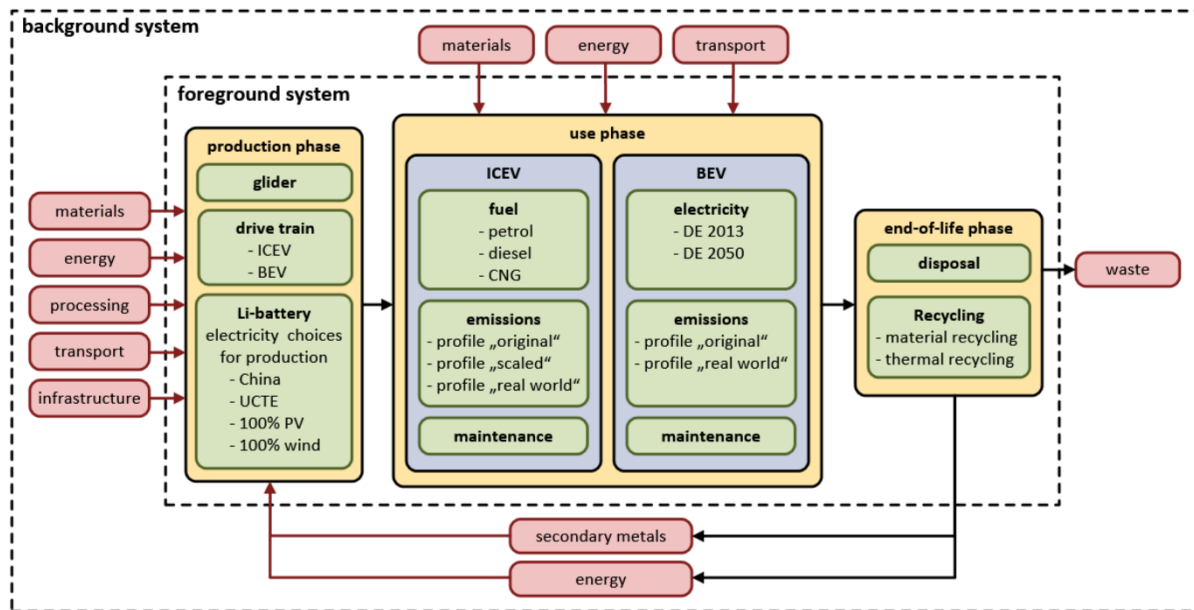 background system
materials
energy
transport
foreground system
production phase
glider
drive train
- ICEV
- BEV
Li-battery
electricity choices
for production
- China
- UCTE
- 100% PV
- 100% wind
materials
energy
processing
transport
infrastructure
use phase
ICEV
fuel
- petrol
- diesel
- CNG
emissions
- profile „original“
- profile „scaled“
- profile „real world“
maintenance
BEV
electricity
- DE 2013
- DE 2050
emissions
- profile „original“
- profile „real world“
maintenance
end-of-life phase
disposal
Recycling
- material recycling
- thermal recycling
waste
secondary metals
energy